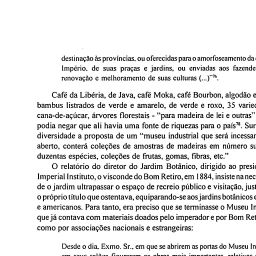 destinação às províncias, ou oferecidas para o amorfoseamento da
Império, de suas praças e jardins, ou enviadas aos fazende
renovação e melhoramento de suas culturas (...)"
Café da Libéria, de Java, café Moka, café Bourbon, algodão e
bambus listrados de verde e amarelo, de verde e roxo, 35 varie
cana-de-açúcar, árvores florestais - "para madeira de lei e outras"
podia negar que ali havia uma fonte de riquezas para o país. Sur
diversidade a proposta de um "museu industrial que será incessar
aberto, conterá coleções de amostras de madeiras em número su
duzentas espécies, coleções de frutas, gomas, fibras, etc."
O relatório do diretor do Jardim Botânico, dirigido ao presi
Imperial Instituto, o visconde do Bom Retiro, em 1884, insiste na nec
de o jardim ultrapassar o espaço de recreio público e visitação, just
o próprio título que ostentava, equiparando-se aos jardins botânicos e
e americanos. Para tanto, era preciso que se terminasse o Museu In
que já contava com materiais doados pelo imperador e por Bom Ret
como por associações nacionais e estrangeiras:
Desde o dia, Exmo. Sr., em que se abrirem as portas do Museu In